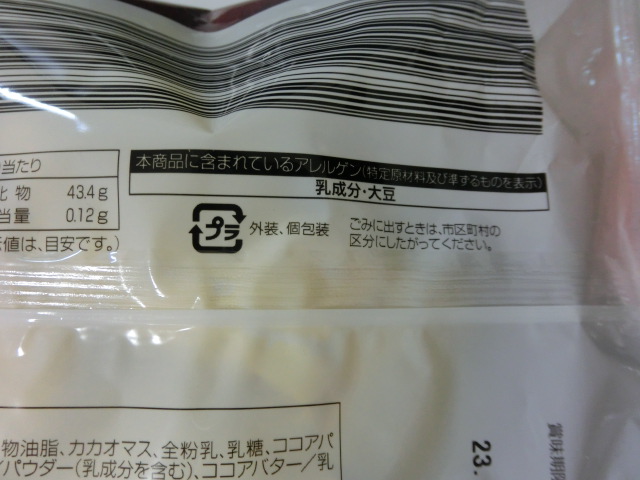 当たり
本商品に含まれているアレルゲン(特定原材料及び準ずるものを表示)
乳成分・大豆
化物 43.4g
当量 0.12g
値は、目安です。)
プラ 外装、個包装
ごみに出すときは、市区町村の
区分にしたがってください。
物油脂、カカオマス、全粉乳、乳糖、ココアパ
パウダー(乳成分を含む)、ココアバター/乳
賞味期
23.